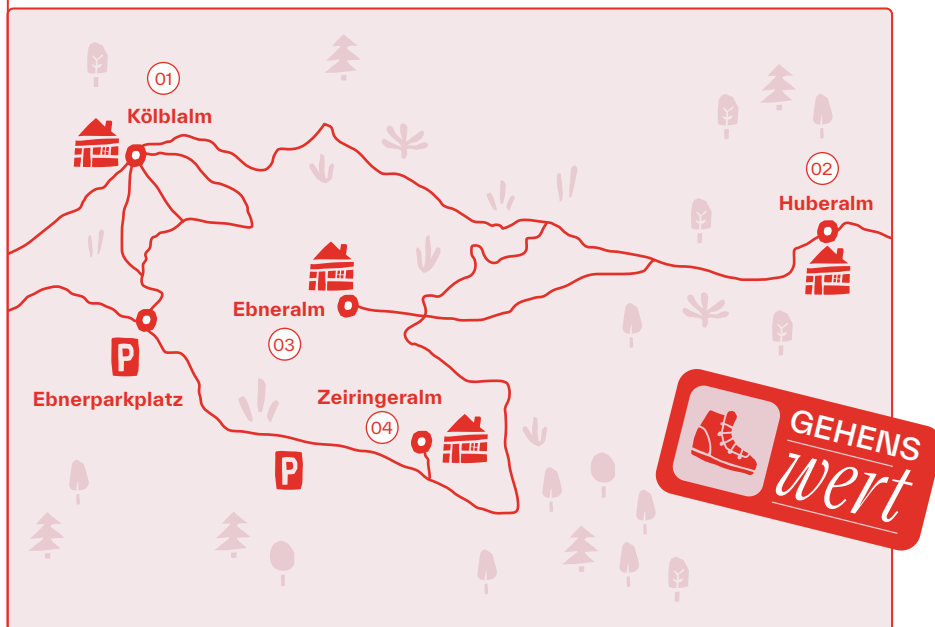 01
Kölblalm
02
Huberalm
Ebneralm
03
P
Ebnerparkplatz
Zeiringeralm
04
P
GEHENS
wert